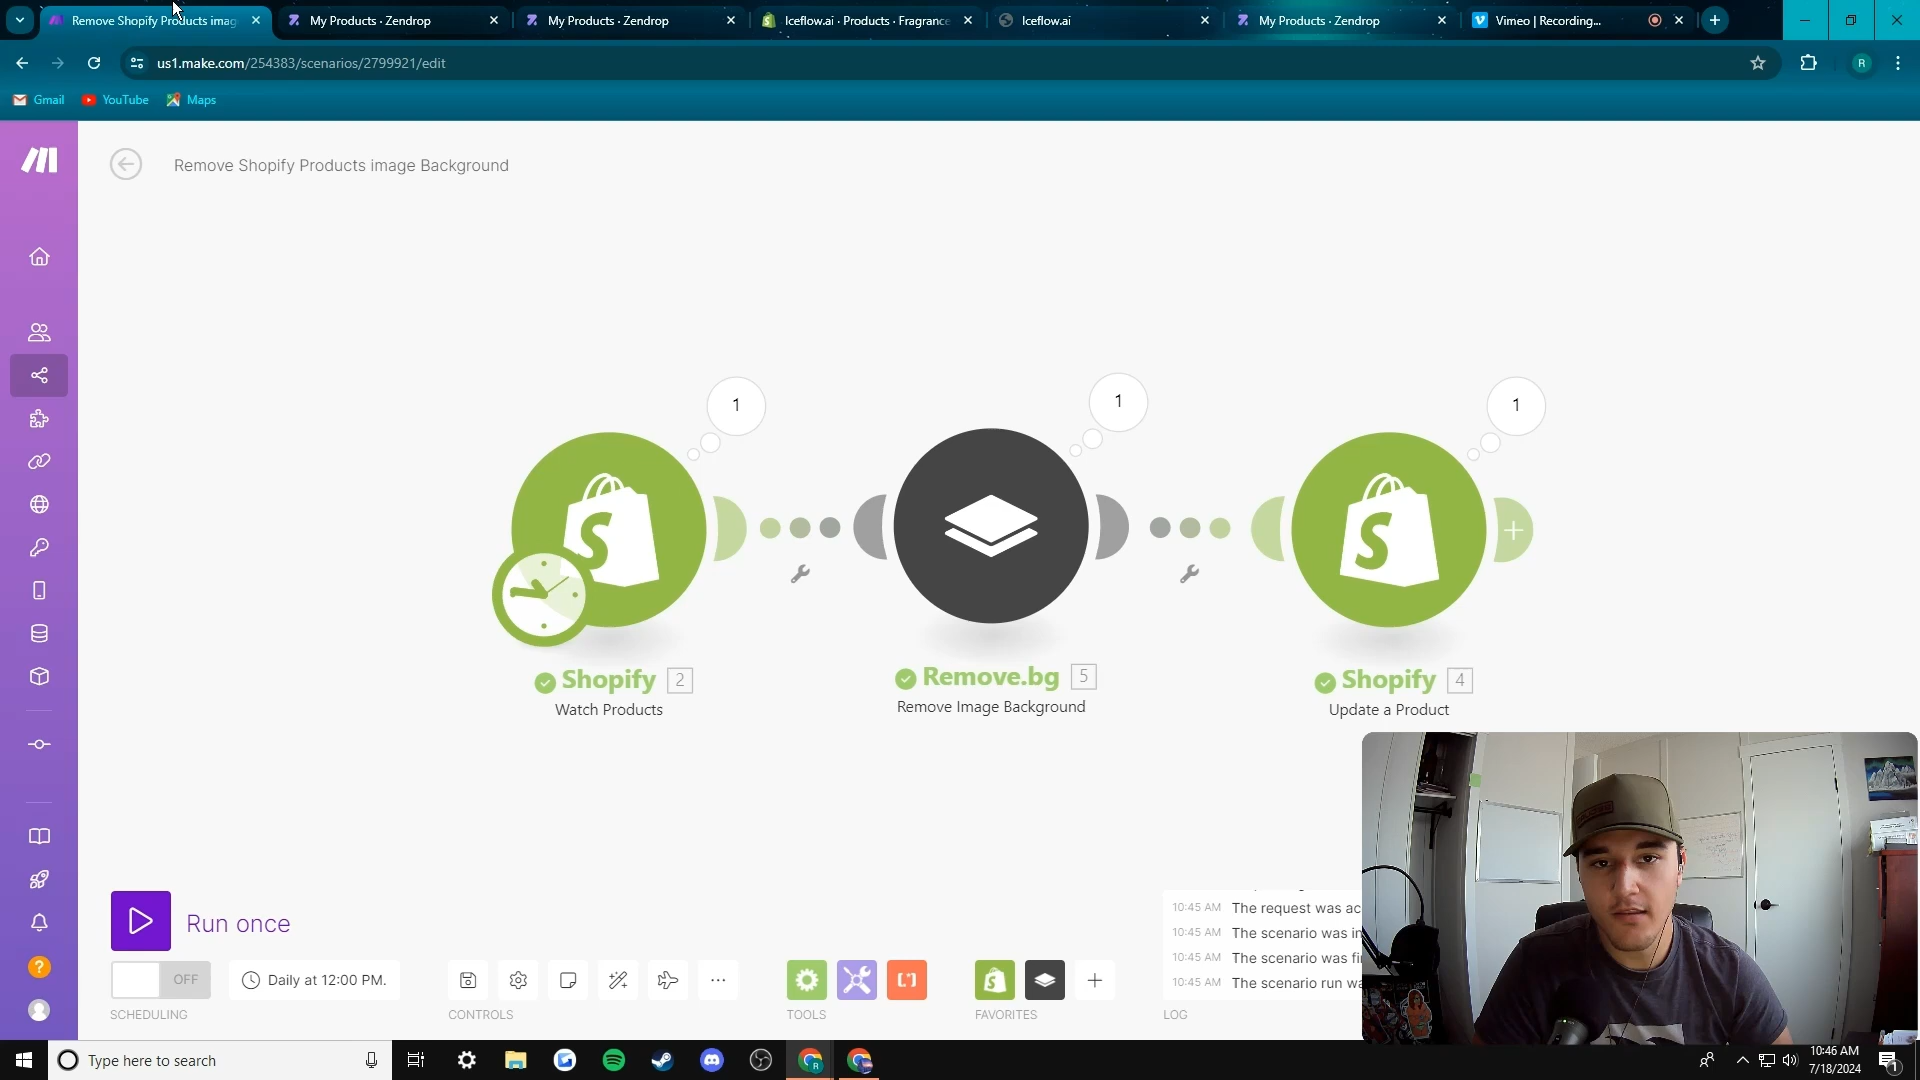 Remove Shopify Products imag
My Products · Zendrop
My Products · Zendrop
Iceflow.ai · Products · Fragrance
Iceflow.ai
My Products · Zendrop
Vimeo | Recording...
us1.make.com/254383/scenarios/2799921/edit
R
Gmail
YouTube
Maps
Remove Shopify Products image Background
1
1
1
Shopify 2
Watch Products
Remove.bg 5
Remove Image Background
Shopify 4
Update a Product
Run once
OFF
Daily at 12:00 PM.
SCHEDULING
CONTROLS
TOOLS
FAVORITES
10:45 AM The request was ac
10:45 AM The scenario was in
10:45 AM The scenario was fi
10:45 AM The scenario run wa
LOG
Type here to search
10:46 AM
7/18/2024
1